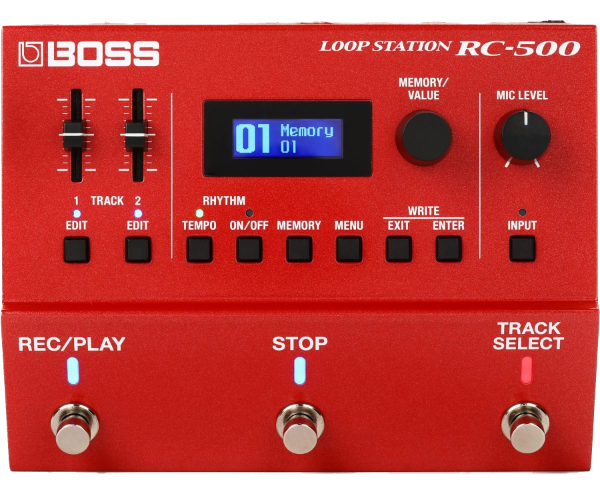 BOSS
LOOP STATION RC-500
MEMORY/
VALUE
MIC LEVEL
01 Memory
01
1 TRACK 2
RHYTHM
WRITE
EDIT
EDIT
TEMPO
ON/OFF
MEMORY
MENU
EXIT
ENTER
INPUT
REC/PLAY
STOP
TRACK
SELECT